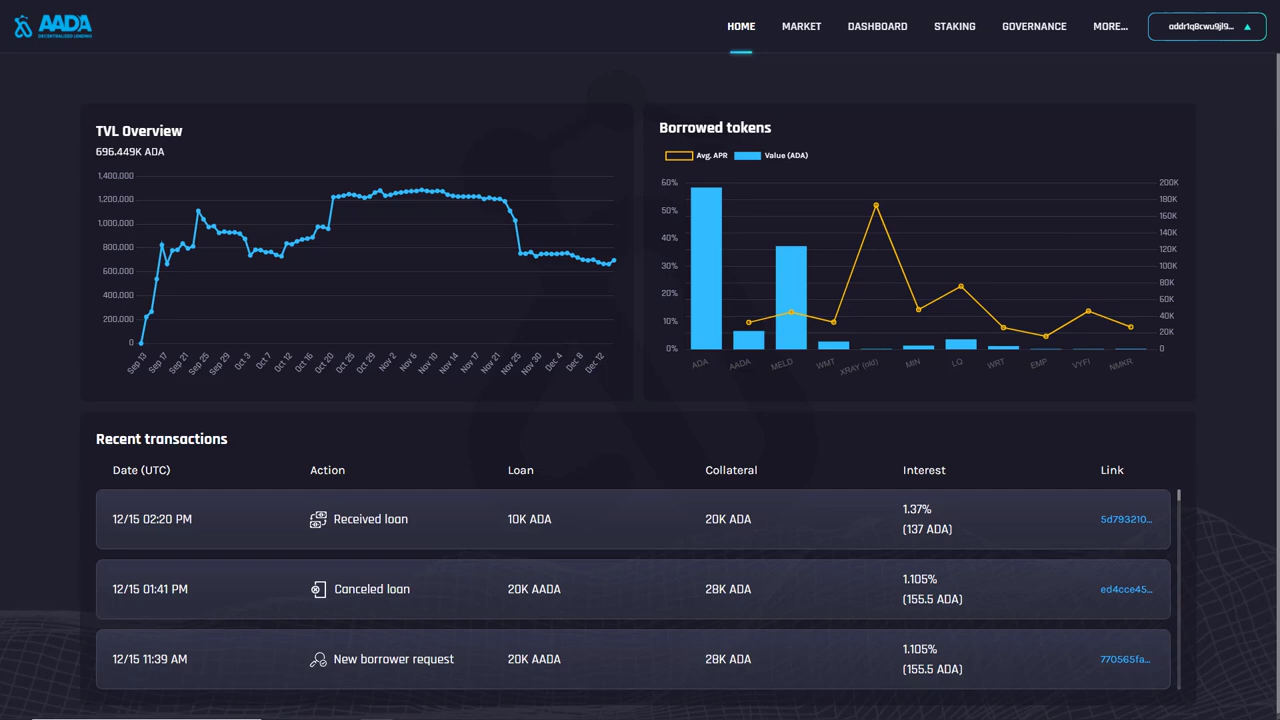 AADA
DECENTRALIZED LENDING
HOME MARKET DASHBOARD STAKING GOVERNANCE MORE...
addr1q8cwu9jl9...
TVL Overview
696.449K ADA
1,400,000
1,200,000
1,000,000
800,000
600,000
400,000
200,000
0
Sep 13 Sep 17 Sep 21 Sep 25 Sep 29 Oct 3 Oct 7 Oct 12 Oct 16 Oct 20 Oct 25 Oct 29 Nov 2 Nov 6 Nov 10 Nov 14 Nov 17 Nov 21 Nov 25 Nov 30 Dec 4 Dec 8 Dec 12
Borrowed tokens
Avg. APR Value (ADA)
60%
50%
40%
30%
20%
10%
0%
200K
180K
160K
140K
120K
100K
80K
60K
40K
20K
0
ADA AADA MELD WMT XRAY (old) MIN LQ WRT EMP VYFI NMKR
Recent transactions
Date (UTC) Action Loan Collateral Interest Link
12/15 02:20 PM Received loan 10K ADA 20K ADA 1.37% 5d793210...
(137 ADA)
12/15 01:41 PM Canceled loan 20K AADA 28K ADA 1.105% ed4cce45...
(155.5 ADA)
12/15 11:39 AM New borrower request 20K AADA 28K ADA 1.105% 770565fa...
(155.5 ADA)